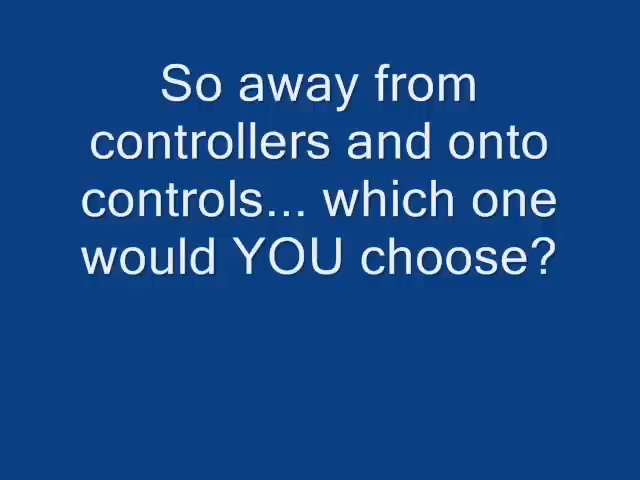 So away from
controllers and onto
controls... which one
would YOU choose?